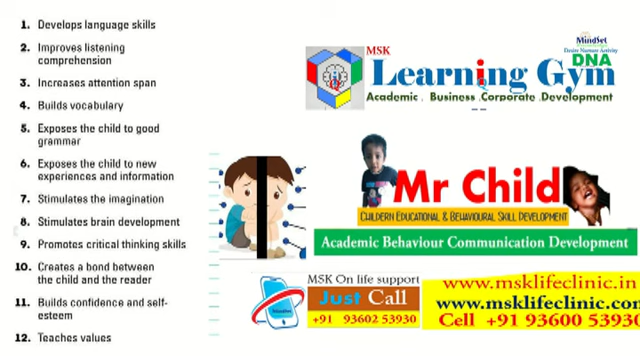 1. Develops language skills
2. Improves listening
comprehension
3. Increases attention span
4. Builds vocabulary
5. Exposes the child to good
grammar
6. Exposes the child to new
experiences and information
7. Stimulates the imagination
8. Stimulates brain development
9. Promotes critical thinking skills
10. Creates a bond between
the child and the reader
11. Builds confidence and self-
esteem
12. Teaches values
MindSet
Desire Nurture Activity
DNA
MSK
Learning Gym
Academic , Business ,Corporate ,Development
Mr Child
CHILDERN EDUCATIONAL & BEHAVIOURAL SKILL DEVELOPMENT
Academic Behaviour Communication Development
MSK On life support
Just Call
+91 93602 53930
www.msklifeclinic.in
www.msklifeclinic.com
Cell +91 93600 53930